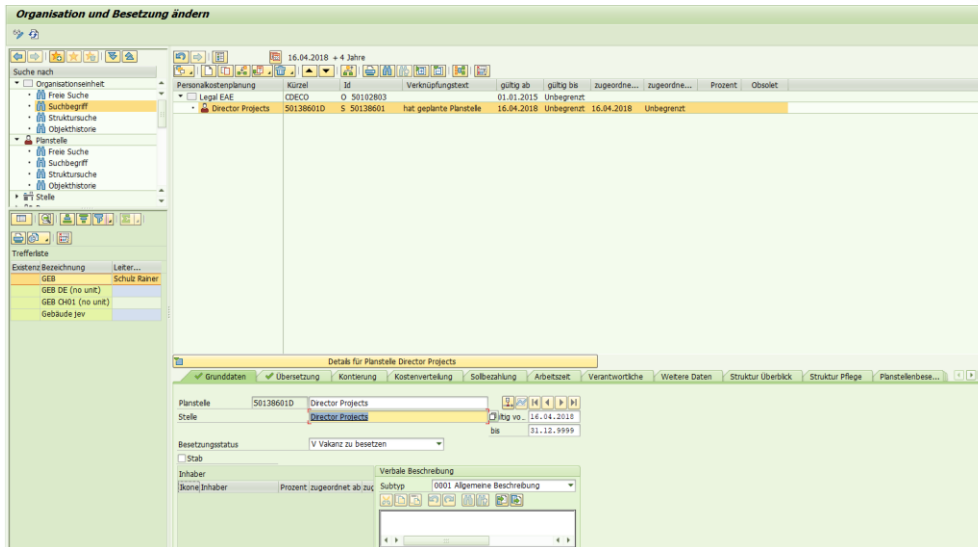 Organisation und Besetzung ändern
16.04.2018 + 4 Jahre
Suche nach
Organisationseinheit
Freie Suche
Suchbegriff
Struktursuche
Objekthistorie
Planstelle
Freie Suche
Suchbegriff
Struktursuche
Objekthistorie
Stelle
Personalkostenplanung Kürzel Id Verknüpfungstext gültig ab gültig bis zugeordne... zugeordne... Prozent Obsolet
Legal EAE CDECO O 50102803 01.01.2015 Unbegrenzt
Director Projects 50138601D S 50138601 hat geplante Planstelle 16.04.2018 Unbegrenzt 16.04.2018 Unbegrenzt
Trefferliste
Existenz Bezeichnung Leiter...
GEB Schulz Rainer
GEB DE (no unit)
GEB CH01 (no unit)
Gebäude jev
Details für Planstelle Director Projects
Grunddaten Übersetzung Kontierung Kostenverteilung Sollbezahlung Arbeitszeit Verantwortliche Weitere Daten Struktur Überblick Struktur Pflege Planstellenbese...
Planstelle 50138601D Director Projects
Stelle Director Projects ltig vo... 16.04.2018
bis 31.12.9999
Besetzungsstatus V Vakanz zu besetzen
Stab
Inhaber
Ikone Inhaber Prozent zugeordnet ab zug
Verbale Beschreibung
Subtyp 0001 Allgemeine Beschreibung